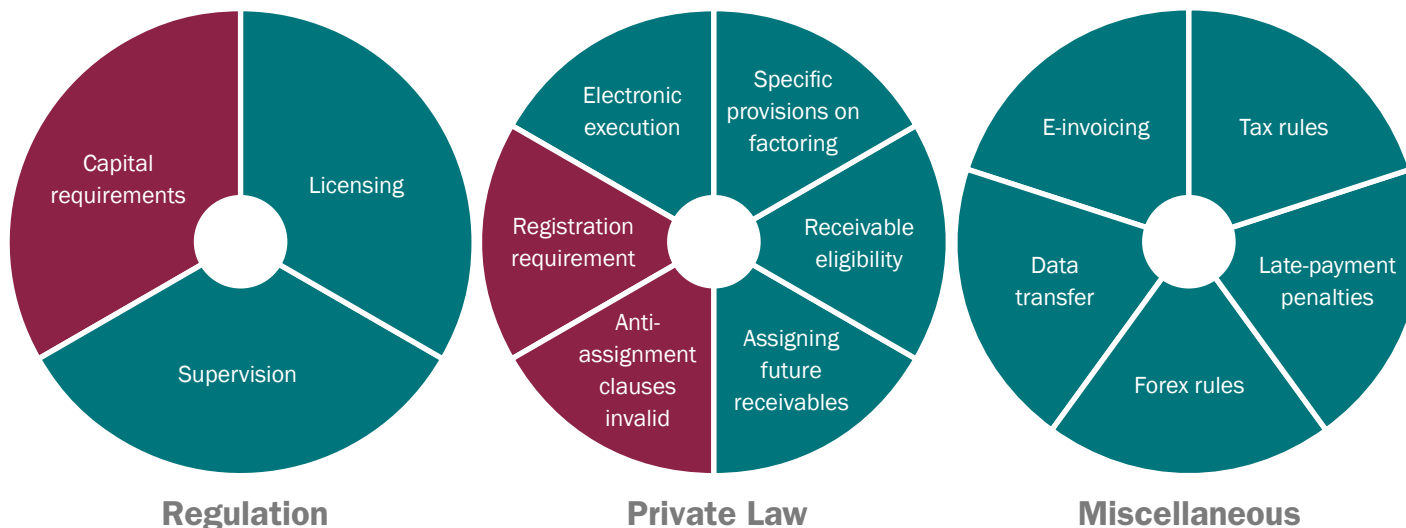 Capital
requirements
Licensing
Supervision
Regulation
Electronic
execution
Specific
provisions on
factoring
Registration
requirement
Receivable
eligibility
Anti-
assignment
clauses
invalid
Assigning
future
receivables
Private Law
E-invoicing
Tax rules
Data
transfer
Late-payment
penalties
Forex rules
Miscellaneous